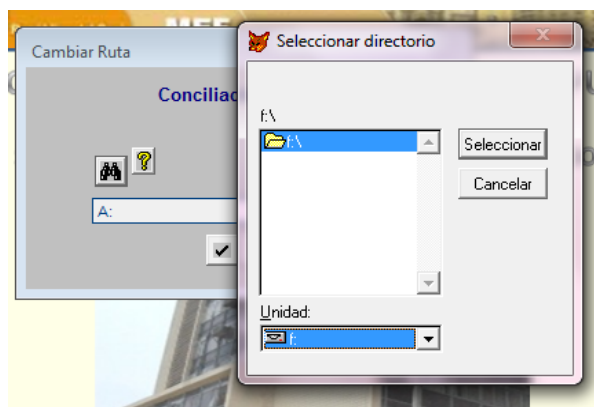 MEF
Cambiar Ruta
Seleccionar directorio
Conciliac
f:\
f:\
Seleccionar
Cancelar
A:
Unidad:
f: